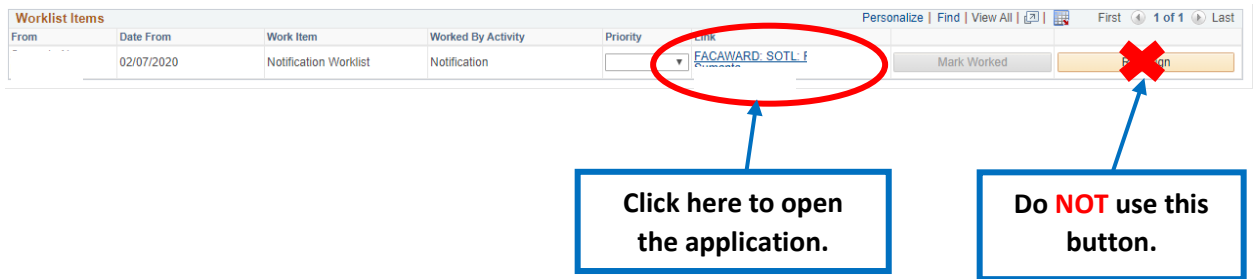 Worklist Items Personalize | Find | View All | | First 1 of 1 Last
From Date From Work Item Worked By Activity Priority Link
02/07/2020 Notification Worklist Notification FACAWARD: SOTL: Mark Worked
Click here to open
the application.
Do NOT use this
button.